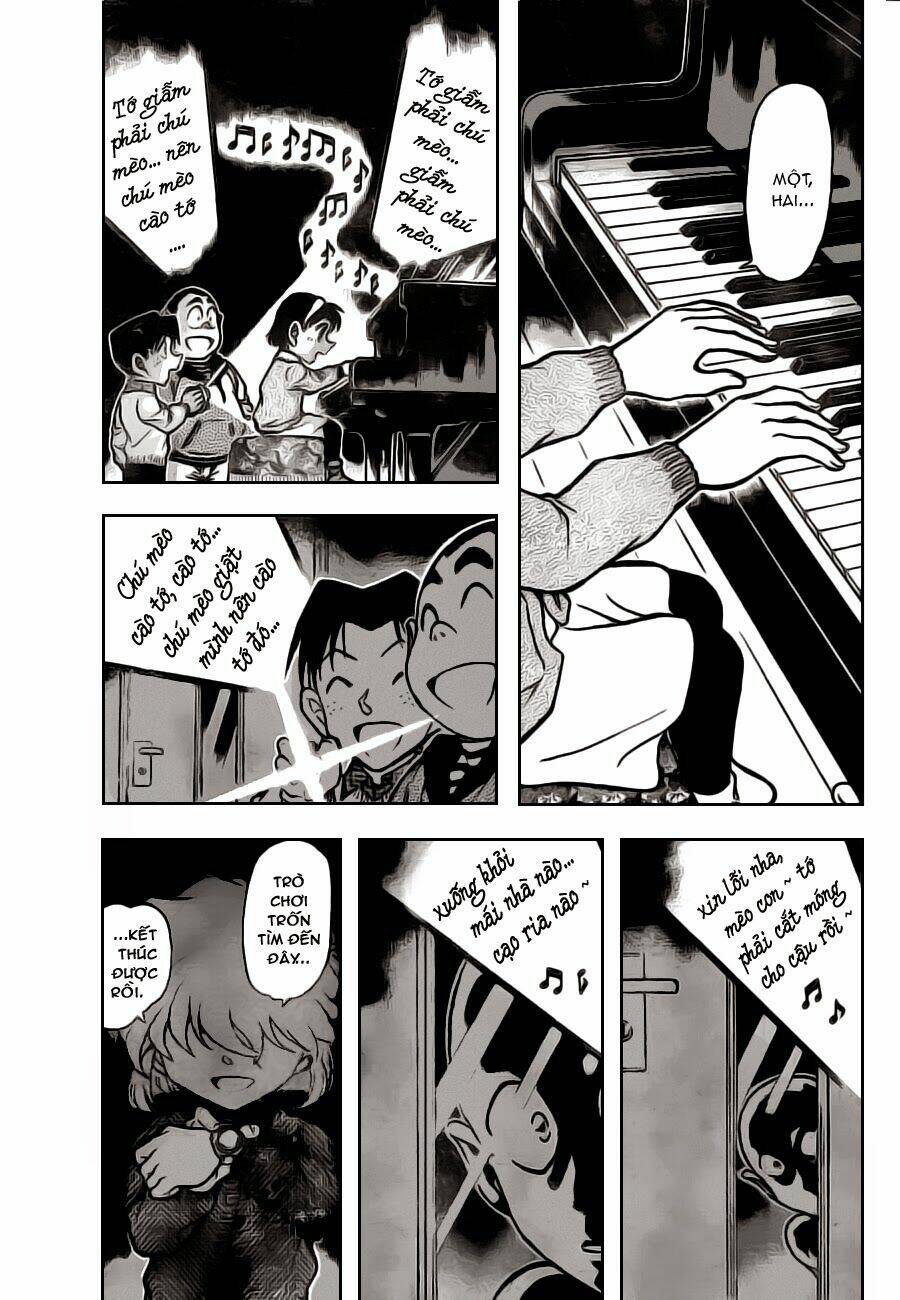 MỘT,
HAI...
Tớ giẫm
phải chú
mèo...
giẫm
phải chú
mèo...
Tớ giẫm
phải chú
mèo... nên
chú mèo
cào tớ
....
Chú mèo
cào tớ, cào tớ...
chú mèo giật
mình nên cào
tớ đó...
xin lỗi nha,
mèo con ~ tớ
phải cắt móng
cho cậu rồi ~
xuống khỏi
mái nhà nào...
cạo ria nào ~
TRÒ
CHƠI
TRỐN
TÌM ĐẾN
ĐÂY..
...KẾT
THÚC
ĐƯỢC
RỒI.